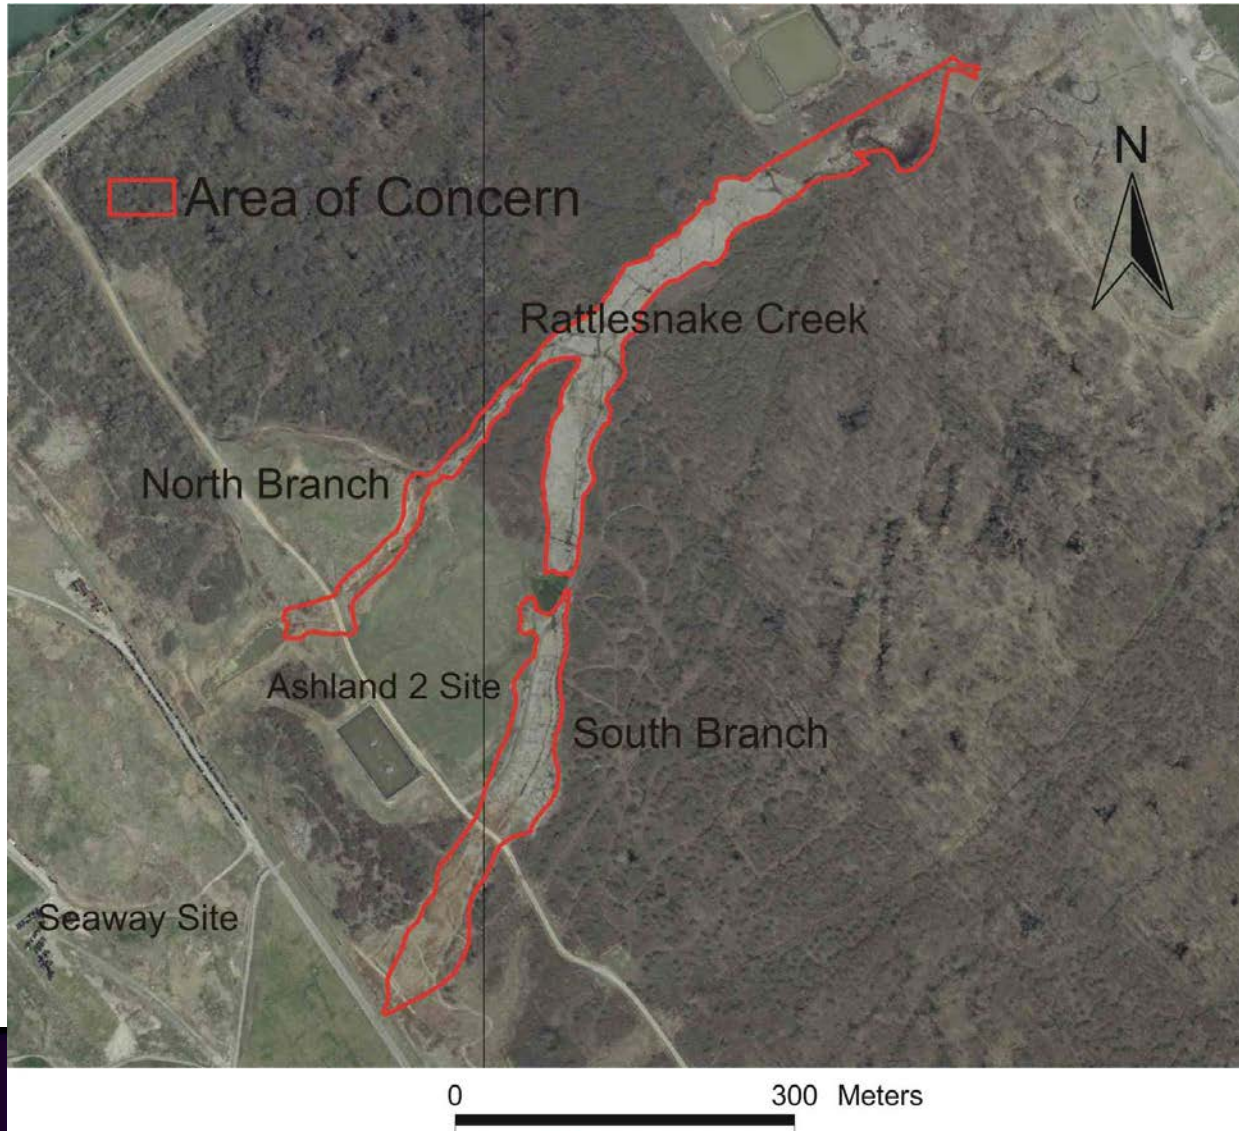 N
Area of Concern
Rattlesnake Creek
North Branch
Ashland 2 Site
South Branch
Seaway Site
0 300 Meters